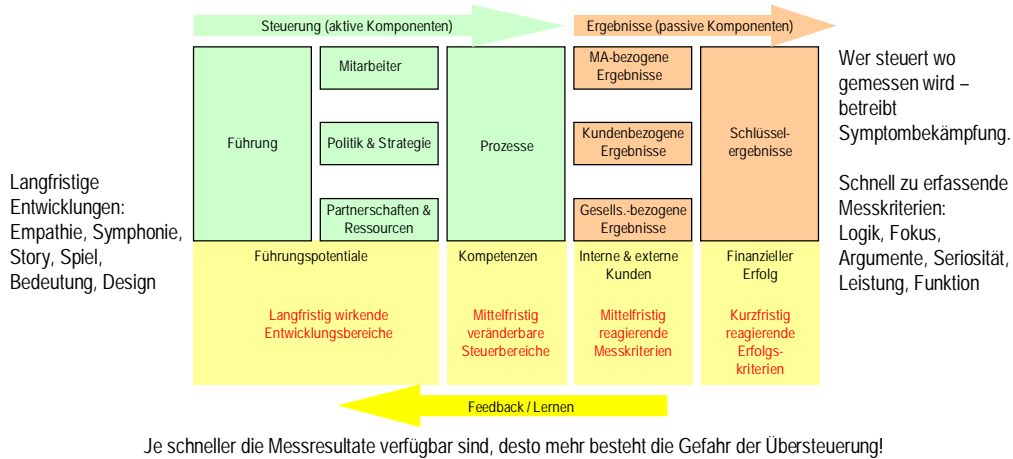 Steuerung (aktive Komponenten)
Ergebnisse (passive Komponenten)
Führung
Mitarbeiter
Politik & Strategie
Partnerschaften &
Ressourcen
Prozesse
MA-bezogene
Ergebnisse
Kundenbezogene
Ergebnisse
Gesells.-bezogene
Ergebnisse
Schlüssel-
ergebnisse
Wer steuert wo
gemessen wird –
betreibt
Symptombekämpfung.
Langfristige
Entwicklungen:
Empathie, Symphonie,
Story, Spiel,
Bedeutung, Design
Schnell zu erfassende
Messkriterien:
Logik, Fokus,
Argumente, Seriosität,
Leistung, Funktion
Führungspotentiale
Langfristig wirkende
Entwicklungsbereiche
Kompetenzen
Mittelfristig
veränderbare
Steuerbereiche
Interne & externe
Kunden
Mittelfristig
reagierende
Messkriterien
Finanzieller
Erfolg
Kurzfristig
reagierende
Erfolgs-
kriterien
Feedback / Lernen
Je schneller die Messresultate verfügbar sind, desto mehr besteht die Gefahr der Übersteuerung!